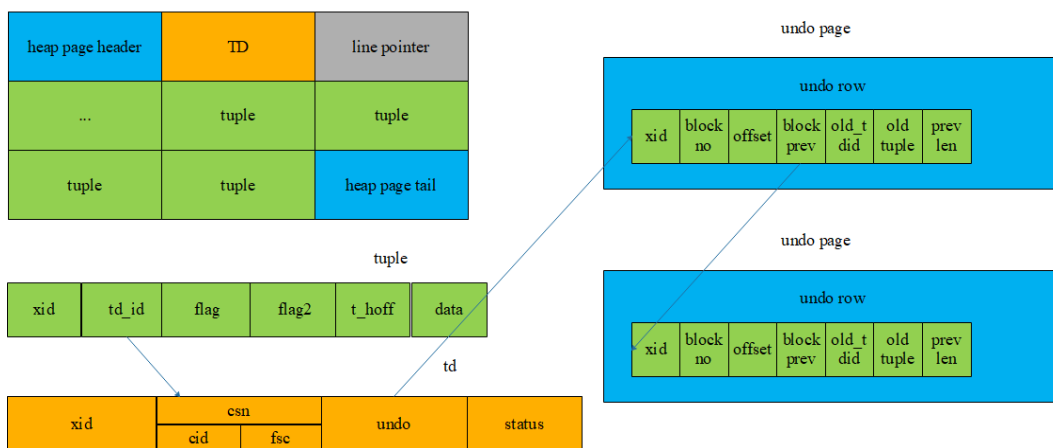 heap page header
TD
line pointer
...
tuple
tuple
tuple
tuple
heap page tail
tuple
xid
td_id
flag
flag2
t_hoff
data
td
xid
csn
cid
fsc
undo
status
undo page
undo row
xid
block
no
offset
block
prev
old_t
did
old
tuple
prev
len
undo page
undo row
xid
block
no
offset
block
prev
old_t
did
old
tuple
prev
len